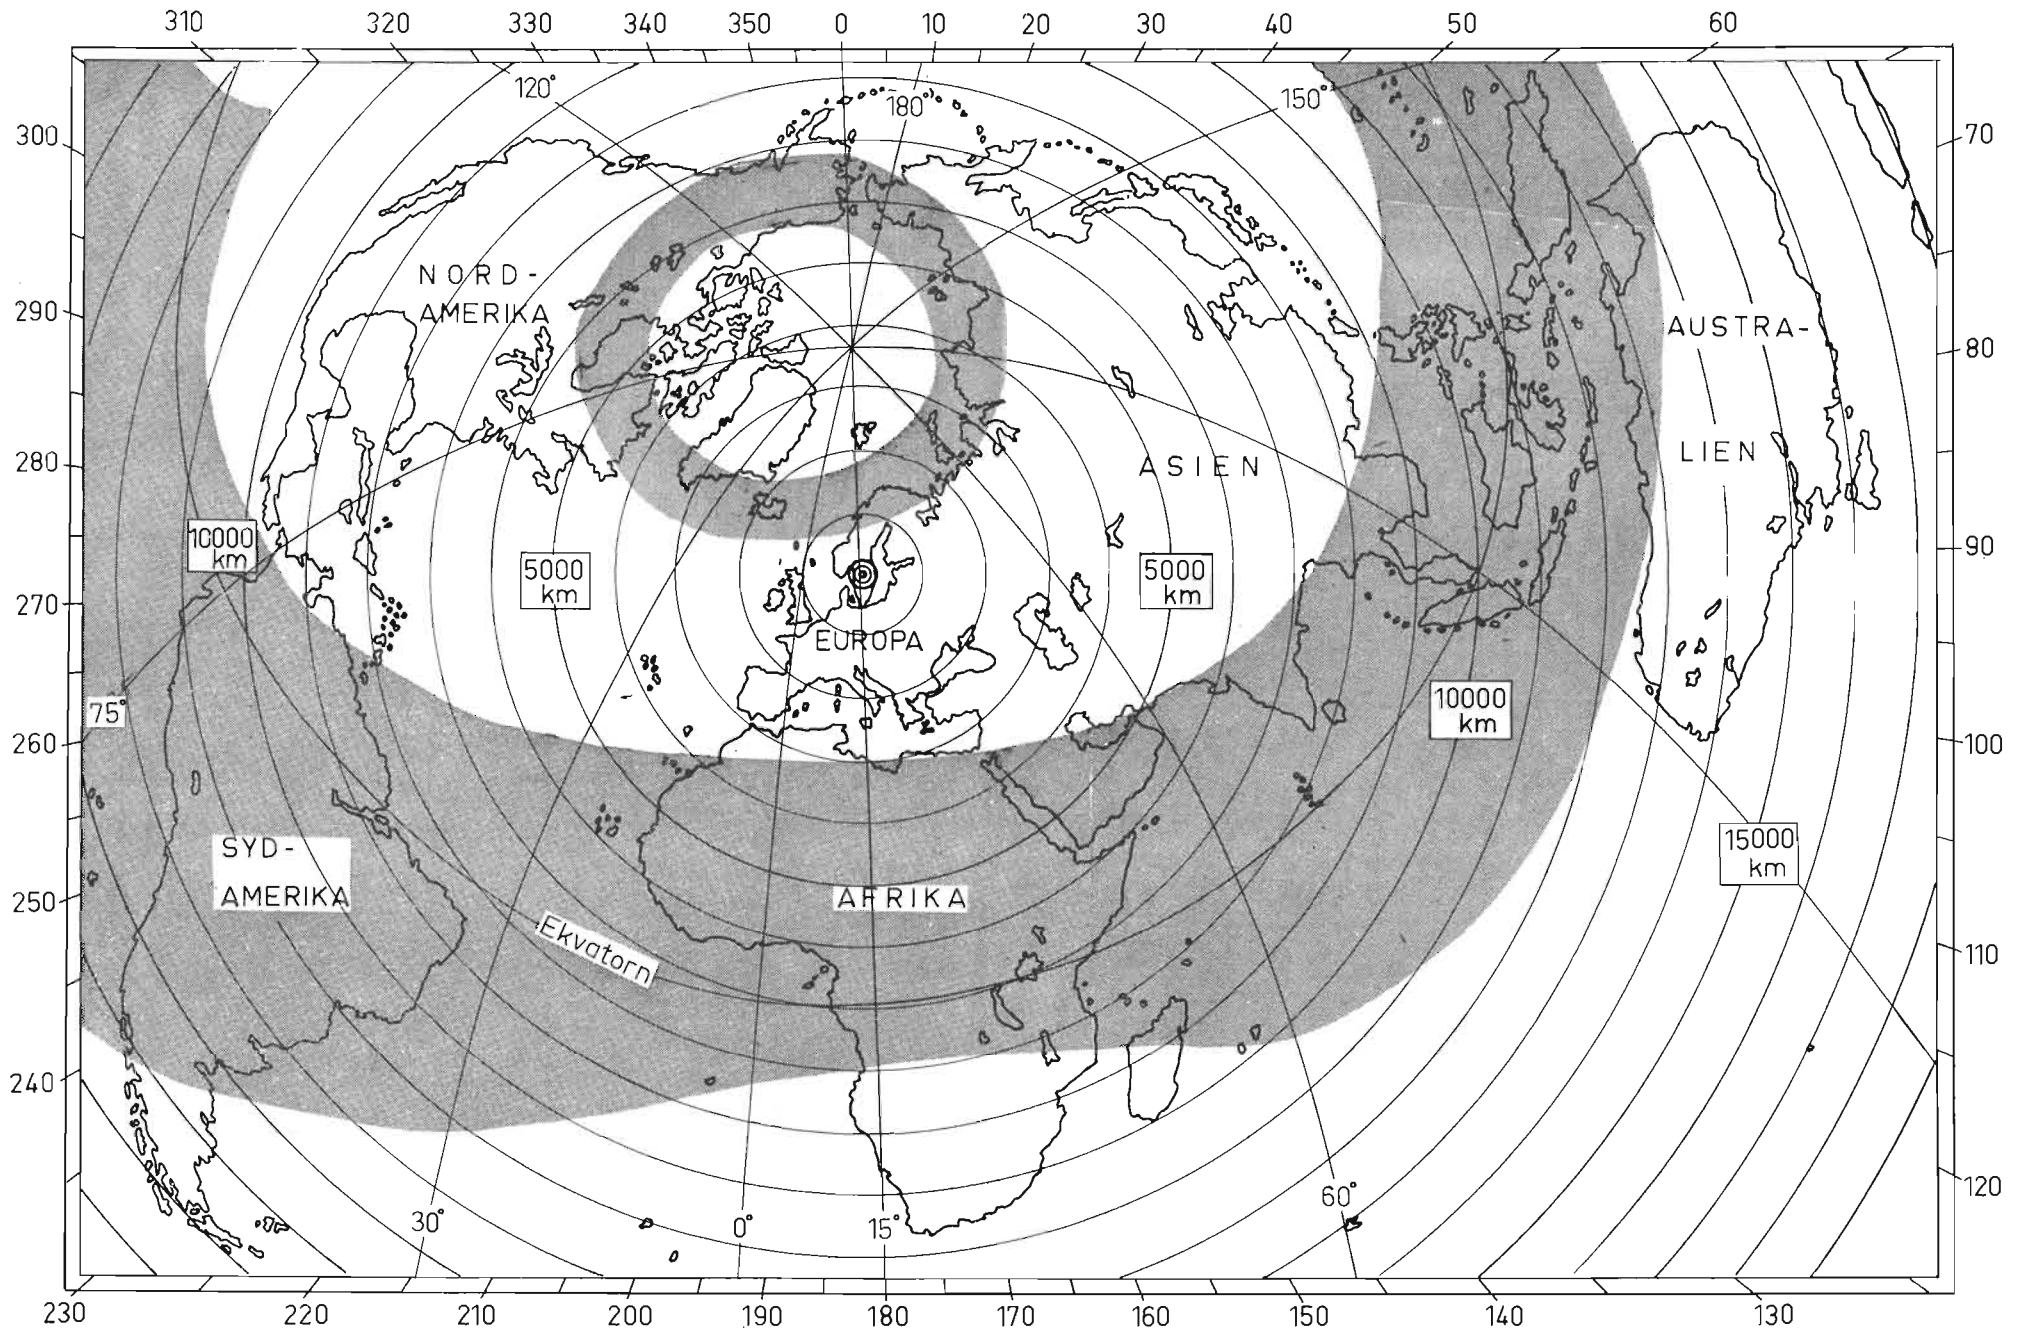 310 320 330 340 350 0 10 20 30 40 50 60
120°
180°
150°
300
70
NORD-
AMERIKA
290
AUSTRA-
80
LIEN
280
ASIEN
10000
km
5000
km
5000
km
90
270
EUROPA
75°
10000
km
260
100
SYD-
AMERIKA
15000
km
250
AFRIKA
Ekvatorn
110
240
120
30°
0°
15°
60°
230 220 210 200 190 180 170 160 150 140 130